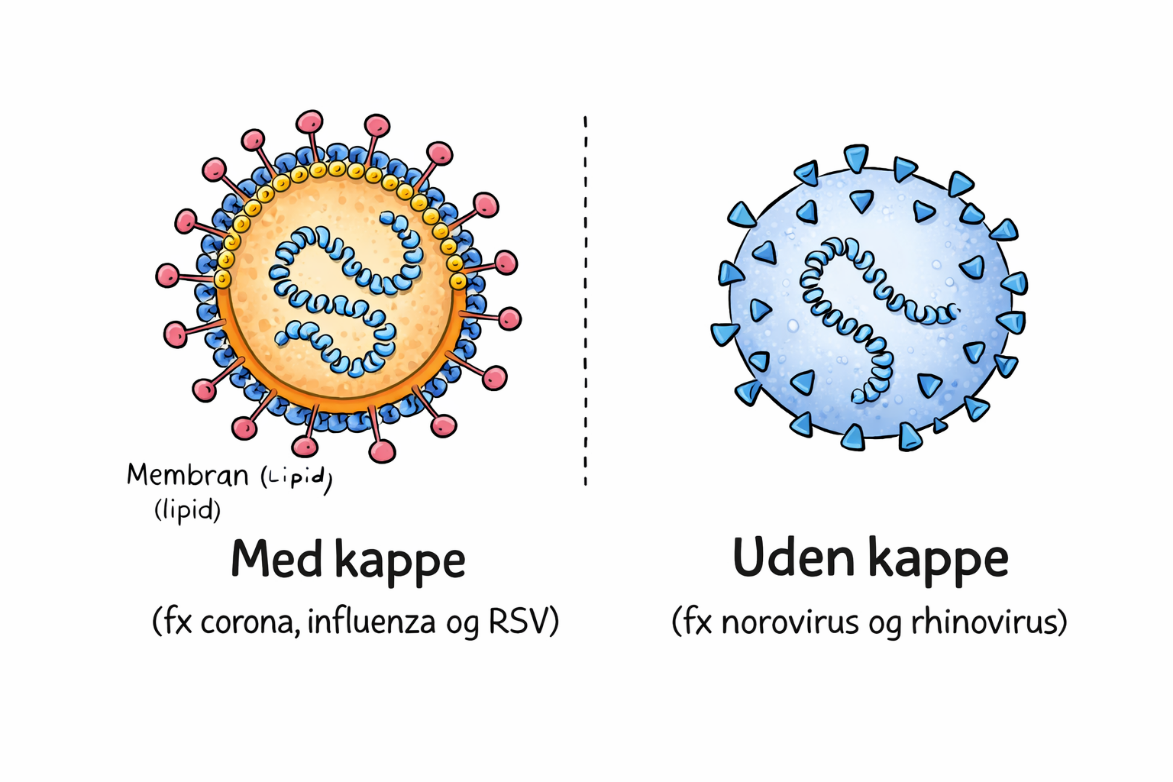 Membran (Lipid)
(lipid)
Med kappe
(fx corona, influenza og RSV)
Uden kappe
(fx norovirus og rhinovirus)